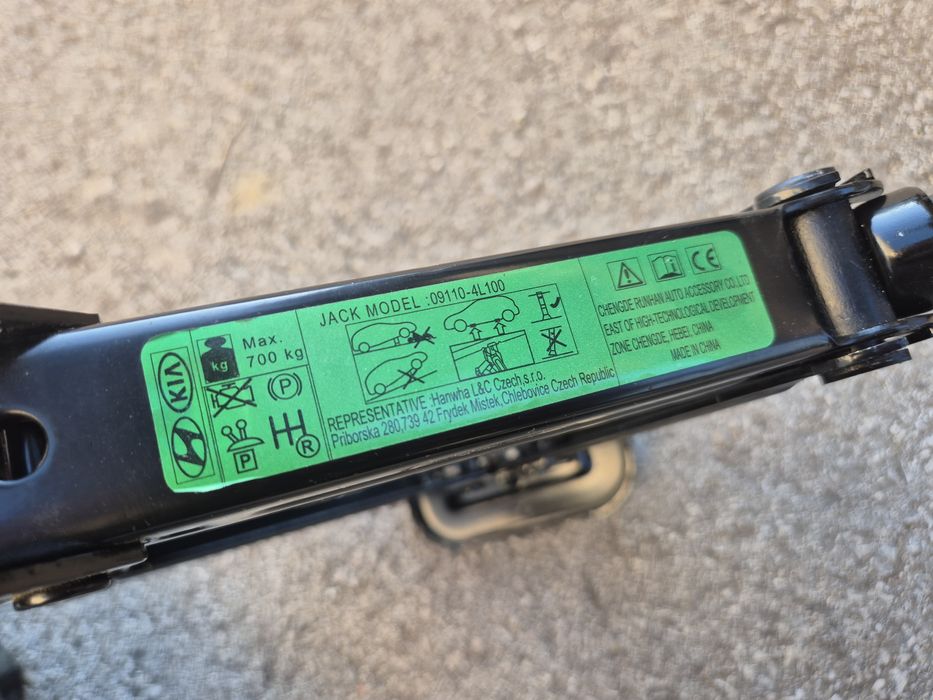 KIA
kg
Max.
700 kg
P
P
R
JACK MODEL :09110-4L100
REPRESENTATIVE :Hanwha L&C Czech,s.r.o.
Priborska 280,739 42 Frydek Mistek,Chlebovice Czech Republic
CE
CHENGDE RUNHAN AUTO ACCESSORY CO.,LTD
EAST OF HIGH-TECHNOLOGICAL DEVELOPMENT
ZONE CHENGDE, HEBEI, CHINA
MADE IN CHINA